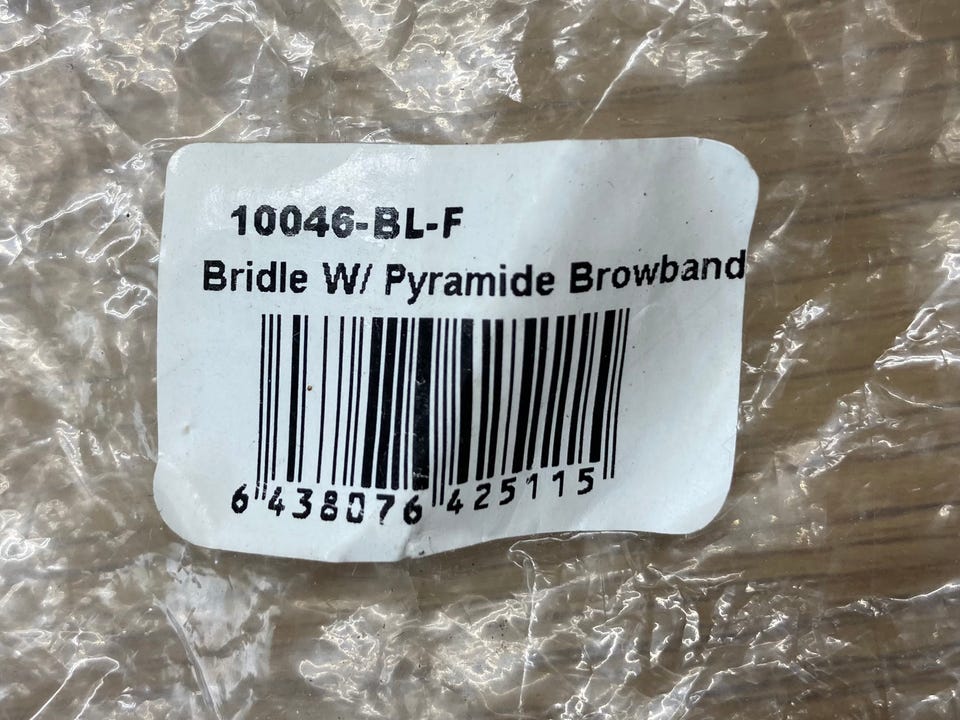 10046-BL-F
Bridle W/ Pyramide Browband
6 438076 425115